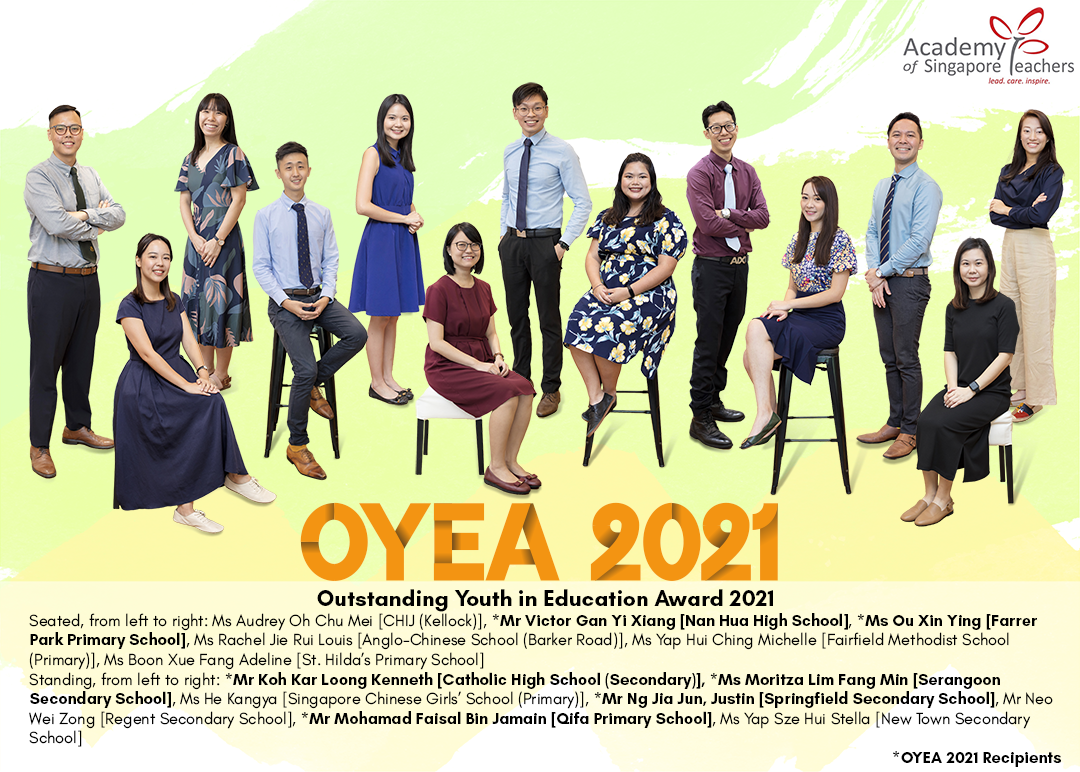 Academy
of Singapore Teachers
lead. care. inspire.
ADO
OYEA 2021
Outstanding Youth in Education Award 2021
Seated, from left to right: Ms Audrey Oh Chu Mei [CHIJ (Kellock)], *Mr Victor Gan Yi Xiang [Nan Hua High School], *Ms Ou Xin Ying [Farrer
Park Primary School], Ms Rachel Jie Rui Louis [Anglo-Chinese School (Barker Road)], Ms Yap Hui Ching Michelle [Fairfield Methodist School
(Primary)], Ms Boon Xue Fang Adeline [St. Hilda's Primary School]
Standing, from left to right: *Mr Koh Kar Loong Kenneth [Catholic High School (Secondary)], *Ms Moritza Lim Fang Min [Serangoon
Secondary School], Ms He Kangya [Singapore Chinese Girls' School (Primary)], *Mr Ng Jia Jun, Justin [Springfield Secondary School], Mr Neo
Wei Zong [Regent Secondary School], *Mr Mohamad Faisal Bin Jamain [Qifa Primary School], Ms Yap Sze Hui Stella [New Town Secondary
School]
*OYEA 2021 Recipients